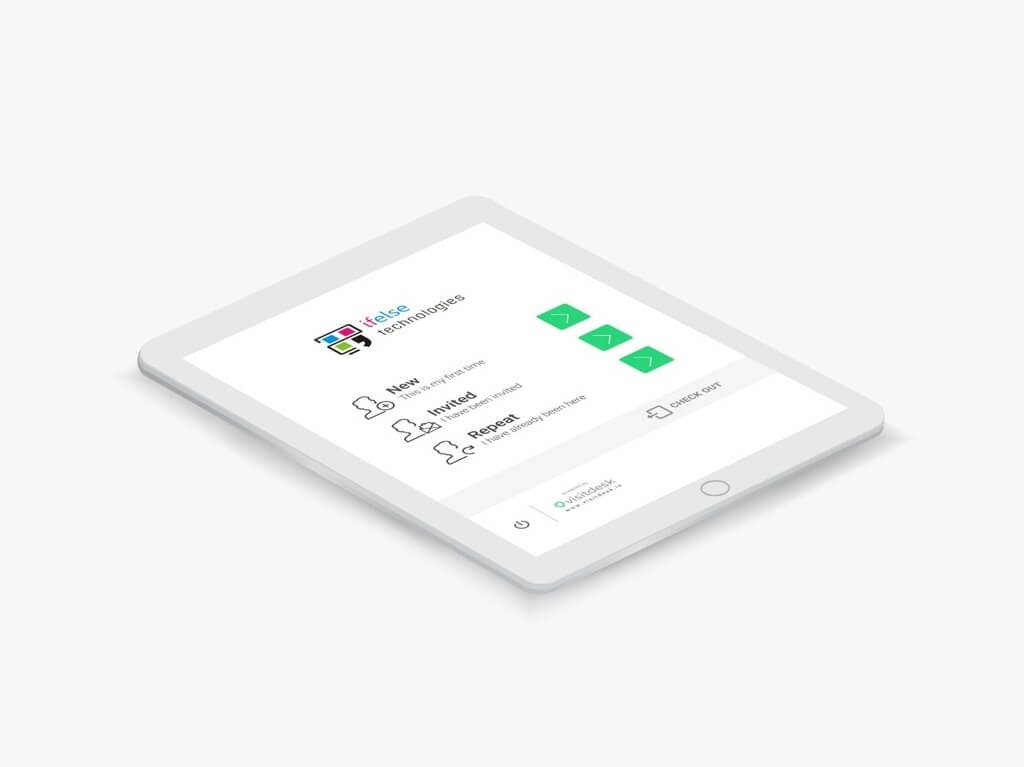 ifelse
technologies
New
This is my first time
Invited
I have been invited
Repeat
I have already been here
CHECK OUT
powered by
visitdesk
www.visitdesk.io